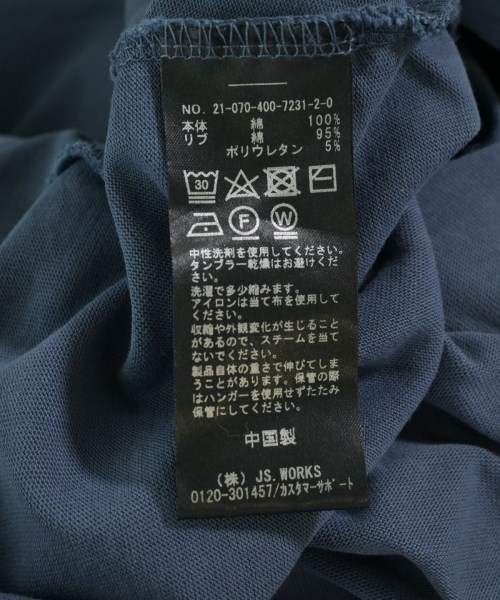 NO. 21-070-400-7231-2-0
本体 綿 100%
リブ 綿 95%
ポリウレタン 5%
30
F W
中性洗剤を使用してください。
タンブラー乾燥はお避けくださ
い。
洗濯で多少縮みます。
アイロンは当て布を使用して
ください。
収縮や外観変化が生じること
があるので、スチームを当て
ないでください。
製品自体の重さで伸びてしま
うことがあります。保管の際
はハンガーを使用せずたたみ
保管にしてください。
中国製
(株) JS.WORKS
0120-301457/カスタマーサポート